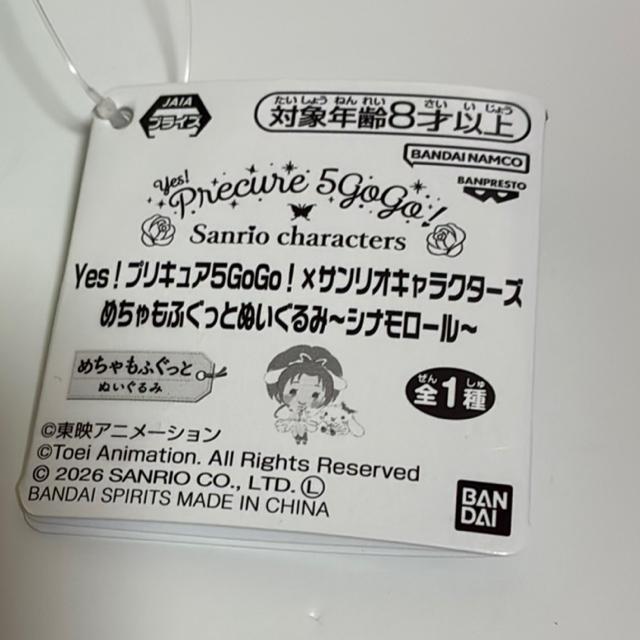 JAIA
プライズ
たいしょう ねん れい さい い じょう
対象年齢8才以上
BANDAI NAMCO
BANPRESTO
Yes!
Precure 5GoGo!
Sanrio characters
Yes!プリキュア5GoGo!×サンリオキャラクターズ
めちゃもふぐっとぬいぐるみ～シナモロール～
めちゃもふぐっと
ぬいぐるみ
ぜん しゅ
全1種
©東映アニメーション
©Toei Animation. All Rights Reserved
© 2026 SANRIO CO., LTD. Ⓛ
BANDAI SPIRITS MADE IN CHINA
BAN
DAI